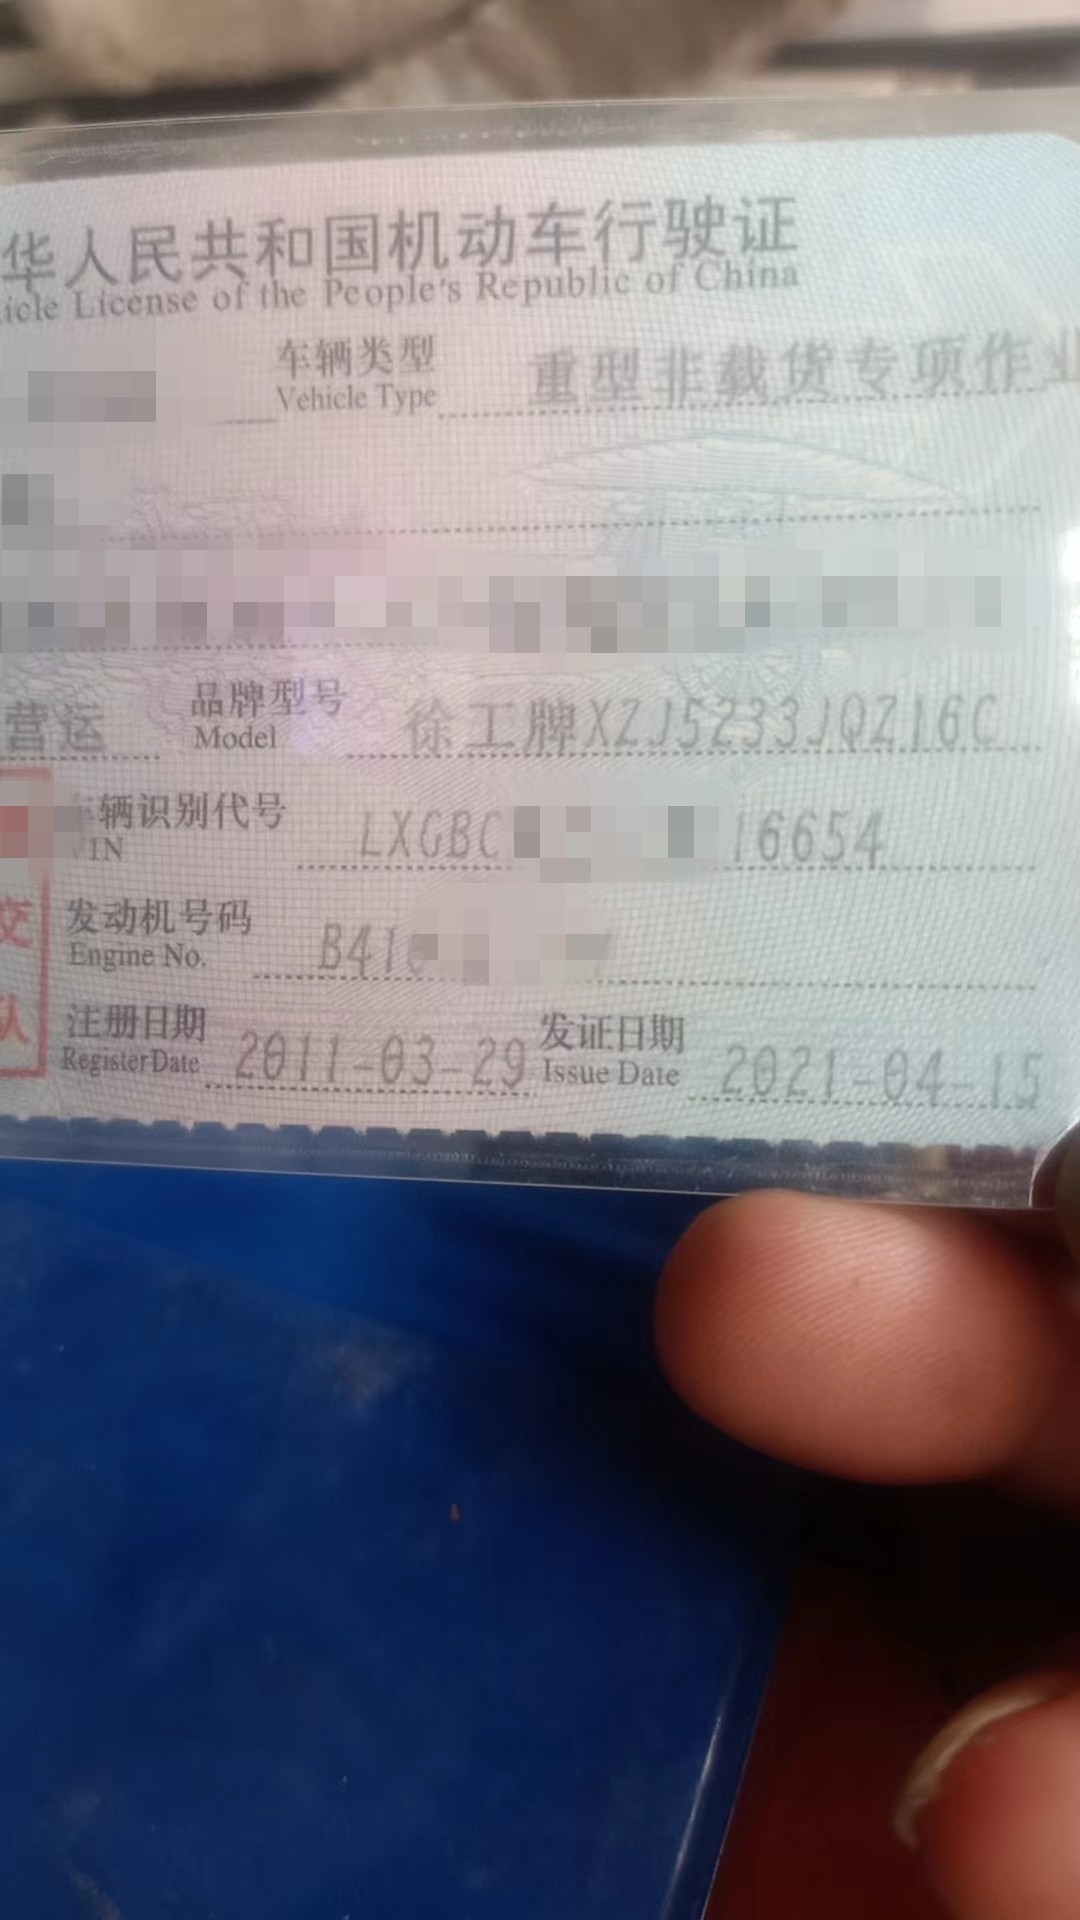 华人民共和国机动车行驶证
icle License of the People's Republic of China
车辆类型 重型非载货专项作业
Vehicle Type
营运 品牌型号 徐工牌XZJ5233JQZ16C
Model
车辆识别代号 LXGBC 16654
VIN
交 发动机号码 B41
Engine No.
队 注册日期 2011-03-29 发证日期 2021-04-15
RegisterDate Issue Date